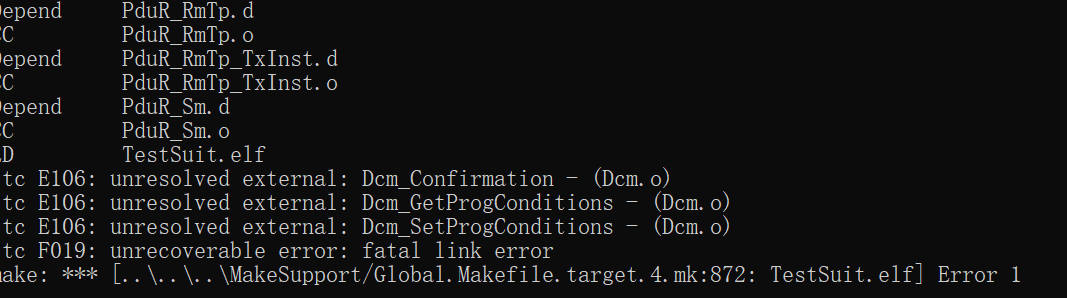 Depend PduR_RmTp.d
CC PduR_RmTp.o
Depend PduR_RmTp_TxInst.d
CC PduR_RmTp_TxInst.o
Depend PduR_Sm.d
CC PduR_Sm.o
LD TestSuit.elf
ltc E106: unresolved external: Dcm_Confirmation - (Dcm.o)
ltc E106: unresolved external: Dcm_GetProgConditions - (Dcm.o)
ltc E106: unresolved external: Dcm_SetProgConditions - (Dcm.o)
ltc F019: unrecoverable error: fatal link error
make: *** [..\..\..\MakeSupport/Global.Makefile.target.4.mk:872: TestSuit.elf] Error 1